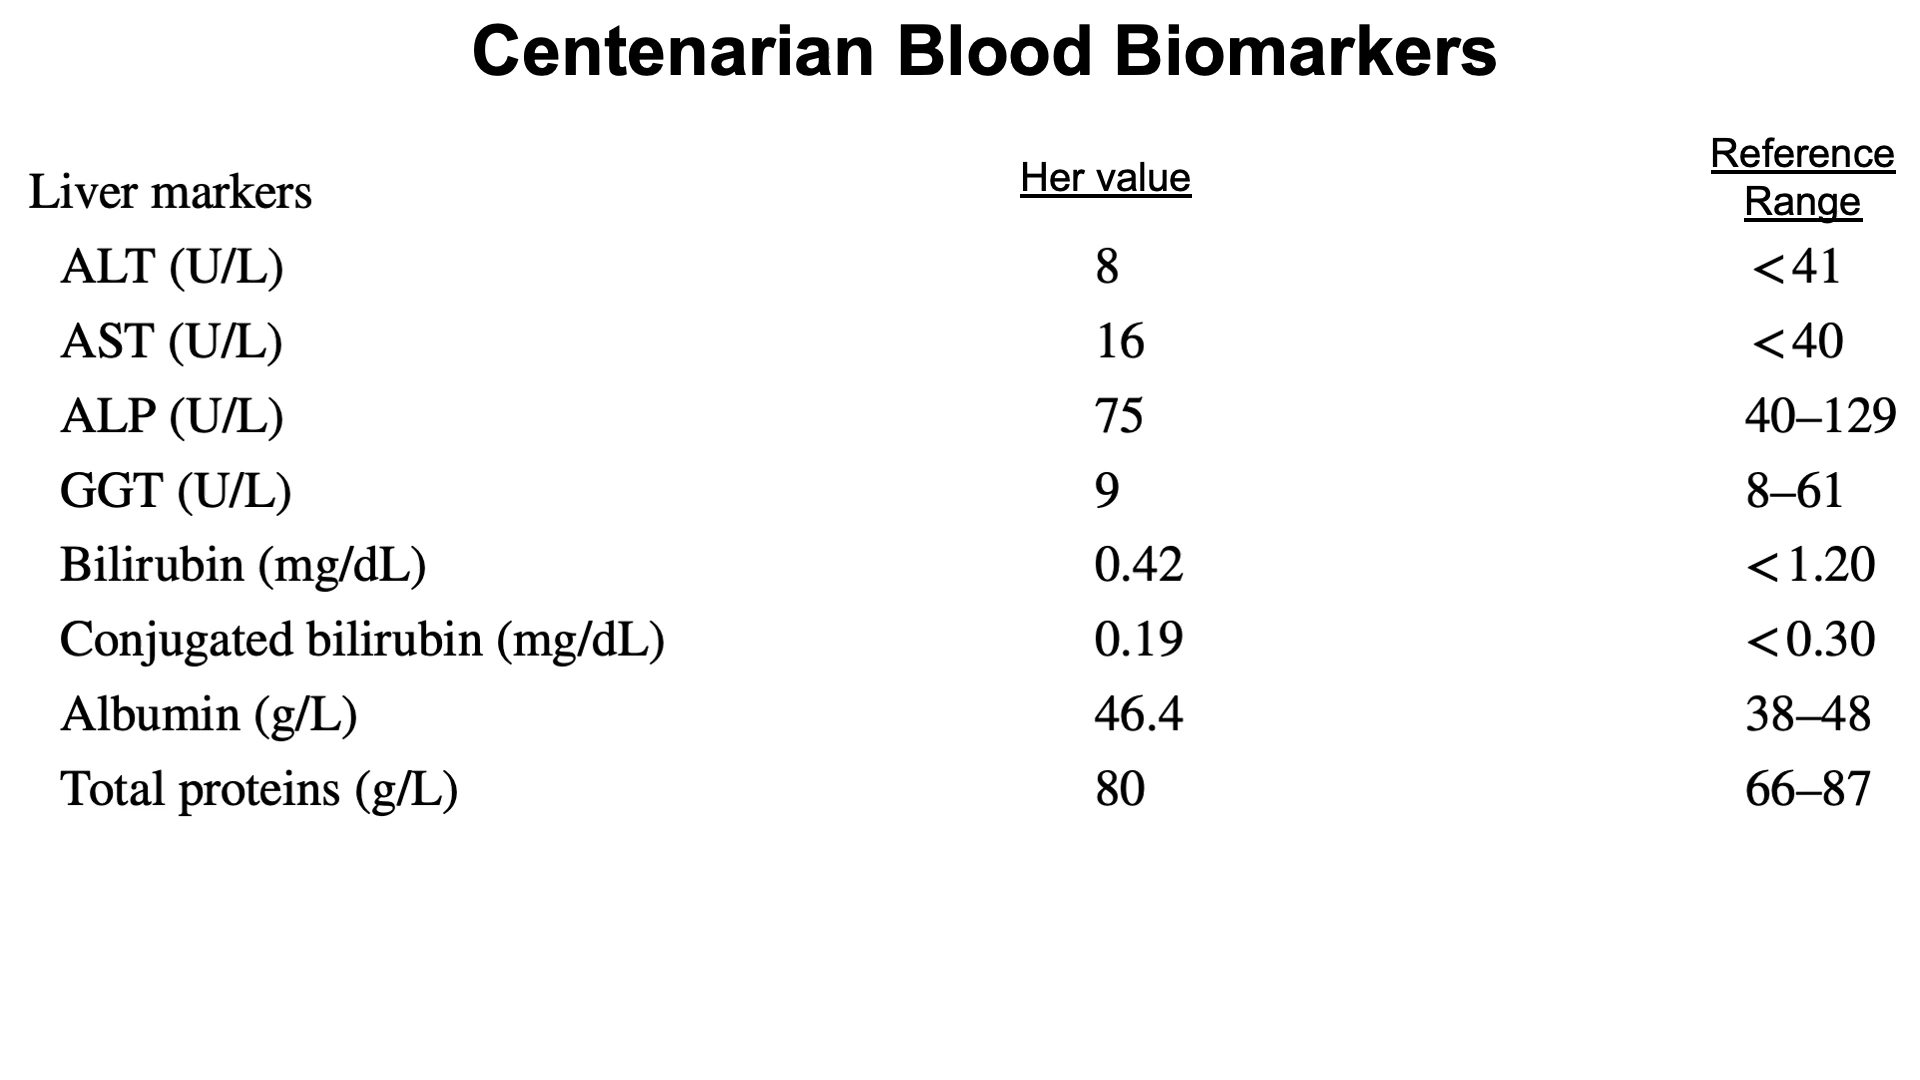 Centenarian Blood Biomarkers
Liver markers Her value Reference
Range
ALT (U/L) 8 <41
AST (U/L) 16 <40
ALP (U/L) 75 40–129
GGT (U/L) 9 8–61
Bilirubin (mg/dL) 0.42 <1.20
Conjugated bilirubin (mg/dL) 0.19 <0.30
Albumin (g/L) 46.4 38–48
Total proteins (g/L) 80 66–87